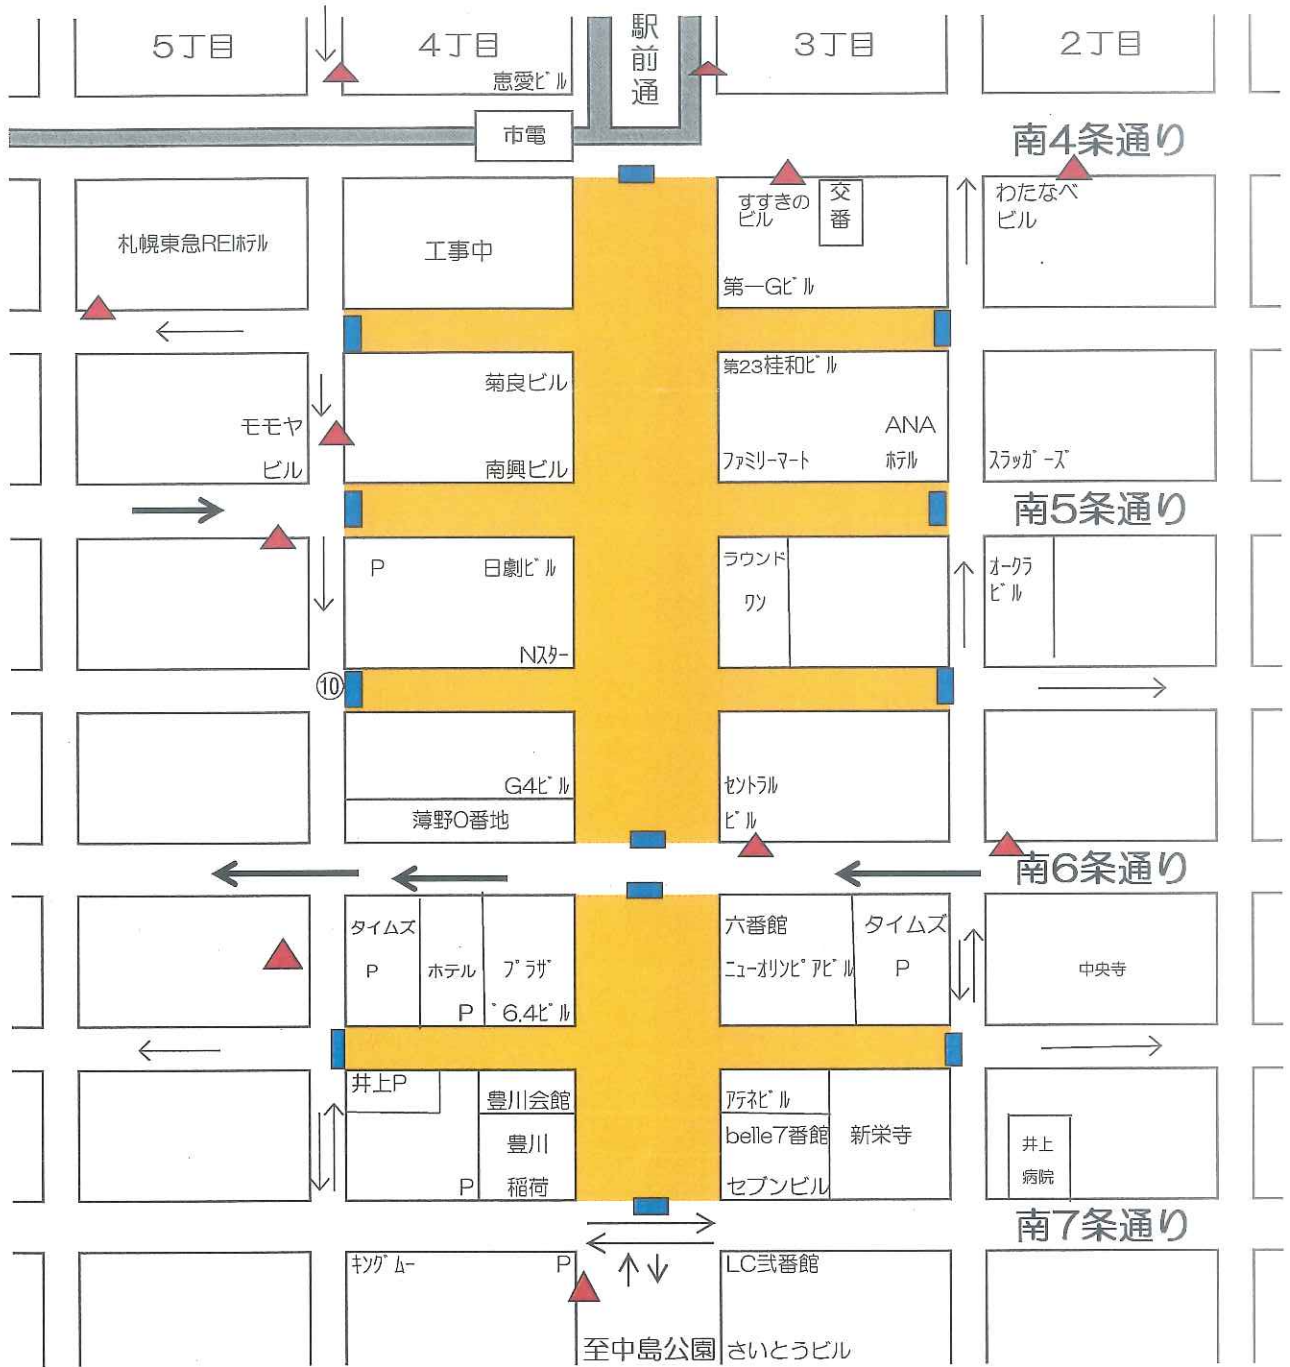 5丁目
4丁目
駅前通
3丁目
2丁目
恵愛ビル
市電
南4条通り
札幌東急REIホテル
工事中
すすきの
ビル
交番
わたなべ
ビル
第一Gビル
菊良ビル
第23桂和ビル
モモヤ
ビル
南興ビル
ANA
ホテル
ファミリーマート
スラッガーズ
南5条通り
P
日劇ビル
ラウンド
ワン
オークラ
ビル
Nスター
⑩
G4ビル
薄野0番地
セントラル
ビル
南6条通り
タイムズ
P
ホテル
P
プラザ
゛6.4ビル
六番館
ニューオリンピアビル
タイムズ
P
中央寺
井上P
豊川会館
豊川
稲荷
P
アテネビル
belle7番館
セブンビル
新栄寺
井上
病院
南7条通り
キングムー
P
LC弐番館
至中島公園
さいとうビル